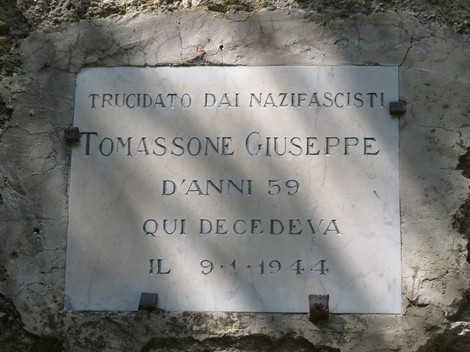 TRUCIDATO DAI NAZIFASCISTI
TOMASSONE GIUSEPPE
D'ANNI 59
QUI DECEDEVA
IL 9·1·1944